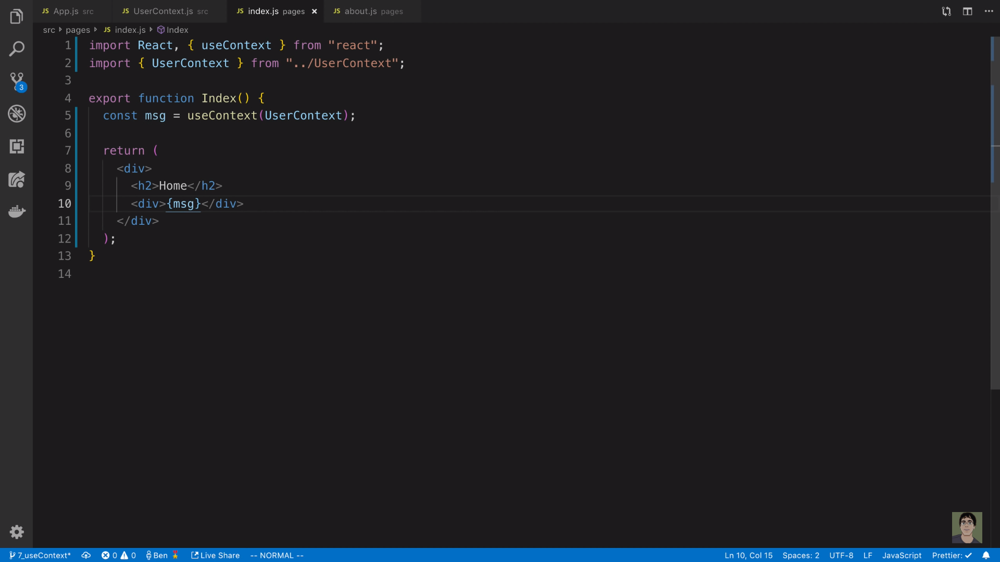 JS App.js src JS UserContext.js src JS index.js pages × JS about.js pages
src pages JS index.js Index
1 import React, { useContext } from "react";
2 import { UserContext } from "../UserContext";
3
4 export function Index() {
5 const msg = useContext(UserContext);
6
7 return (
8 <div>
9 <h2>Home</h2>
10 <div>{msg}</div>
11 </div>
12 );
13 }
14
3
7_useContext* 0 0 Ben Live Share -- NORMAL -- Ln 10, Col 15 Spaces: 2 UTF-8 LF JavaScript Prettier: ✓